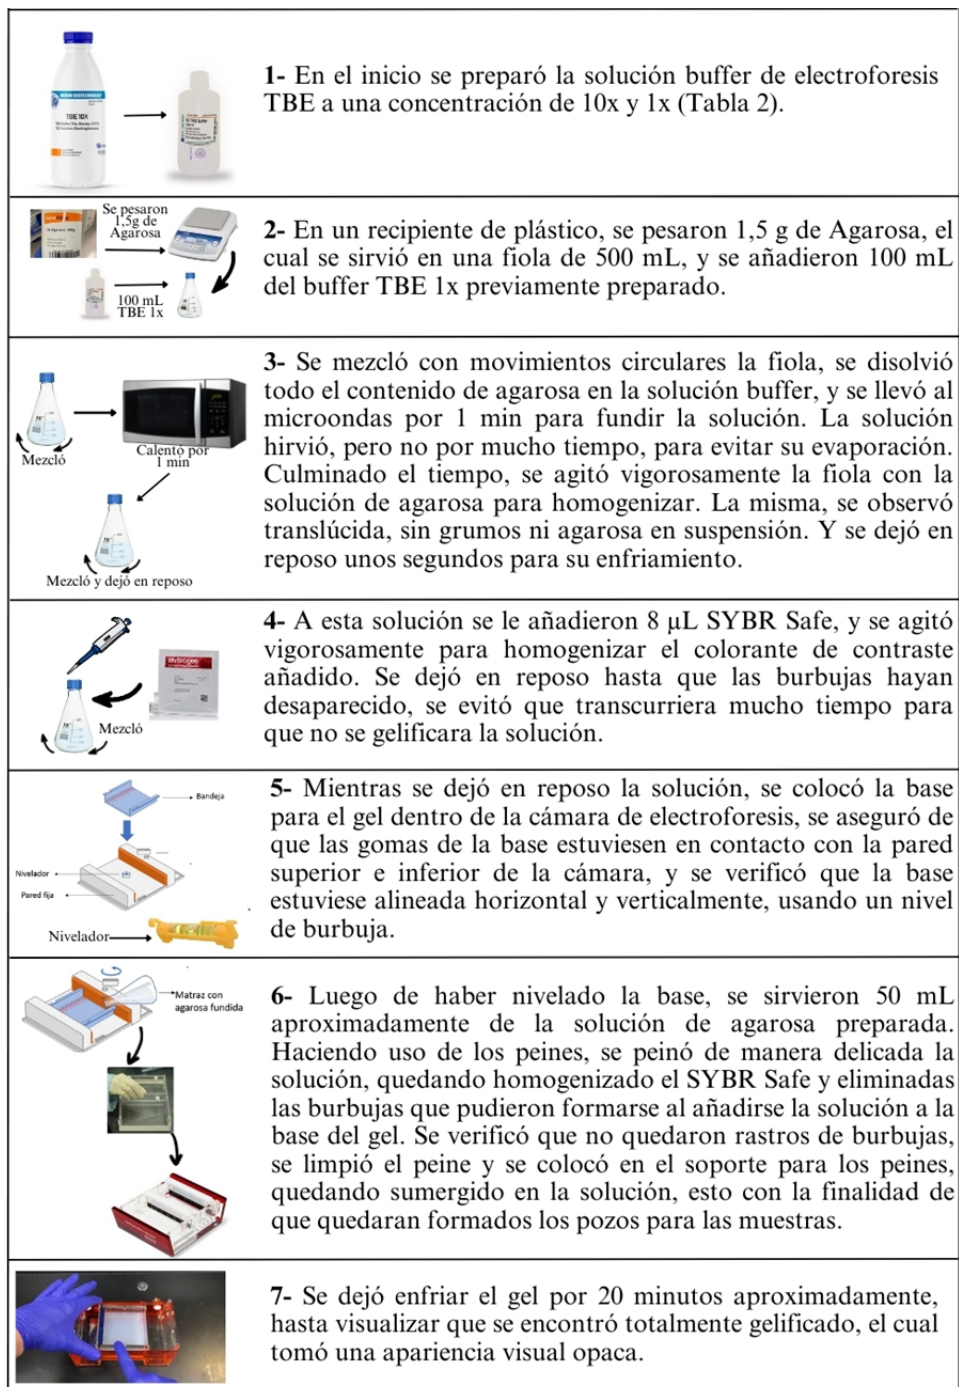 TBE 10X
1- En el inicio se preparó la solución buffer de electroforesis
TBE a una concentración de 10x y 1x (Tabla 2).
Se pesaron
1,5g de
Agarosa
100 mL
TBE 1x
2- En un recipiente de plástico, se pesaron 1,5 g de Agarosa, el
cual se sirvió en una fiola de 500 mL, y se añadieron 100 mL
del buffer TBE 1x previamente preparado.
Mezcló
Calentó por
1 min
Mezcló y dejó en reposo
3- Se mezcló con movimientos circulares la fiola, se disolvió
todo el contenido de agarosa en la solución buffer, y se llevó al
microondas por 1 min para fundir la solución. La solución
hirvió, pero no por mucho tiempo, para evitar su evaporación.
Culminado el tiempo, se agitó vigorosamente la fiola con la
solución de agarosa para homogenizar. La misma, se observó
translúcida, sin grumos ni agarosa en suspensión. Y se dejó en
reposo unos segundos para su enfriamiento.
invitrogen
Mezcló
4- A esta solución se le añadieron 8 µL SYBR Safe, y se agitó
vigorosamente para homogenizar el colorante de contraste
añadido. Se dejó en reposo hasta que las burbujas hayan
desaparecido, se evitó que transcurriera mucho tiempo para
que no se gelificara la solución.
Bandeja
Nivelador
Pared fija
Nivelador
5- Mientras se dejó en reposo la solución, se colocó la base
para el gel dentro de la cámara de electroforesis, se aseguró de
que las gomas de la base estuviesen en contacto con la pared
superior e inferior de la cámara, y se verificó que la base
estuviese alineada horizontal y verticalmente, usando un nivel
de burbuja.
Matraz con
agarosa fundida
6- Luego de haber nivelado la base, se sirvieron 50 mL
aproximadamente de la solución de agarosa preparada.
Haciendo uso de los peines, se peinó de manera delicada la
solución, quedando homogenizado el SYBR Safe y eliminadas
las burbujas que pudieron formarse al añadirse la solución a la
base del gel. Se verificó que no quedaron rastros de burbujas,
se limpió el peine y se colocó en el soporte para los peines,
quedando sumergido en la solución, esto con la finalidad de
que quedaran formados los pozos para las muestras.
7- Se dejó enfriar el gel por 20 minutos aproximadamente,
hasta visualizar que se encontró totalmente gelificado, el cual
tomó una apariencia visual opaca.